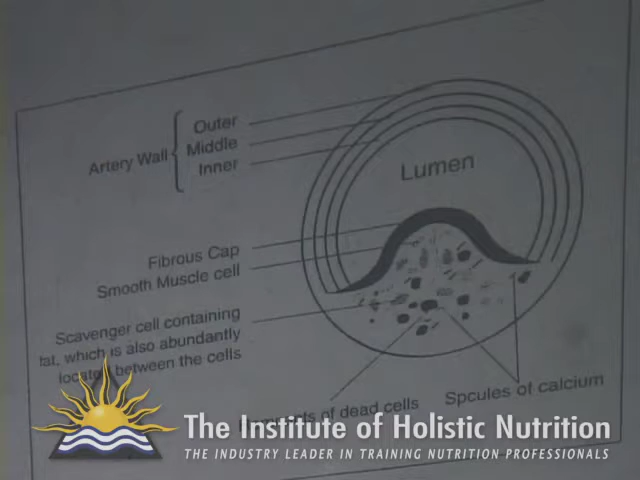 Outer
Artery Wall
Middle
Inner
Lumen
Fibrous Cap
Smooth Muscle cell
Scavenger cell containing
fat, which is also abundantly
located between the cells
of dead cells
Spcules of calcium
The Institute of Holistic Nutrition
THE INDUSTRY LEADER IN TRAINING NUTRITION PROFESSIONALS